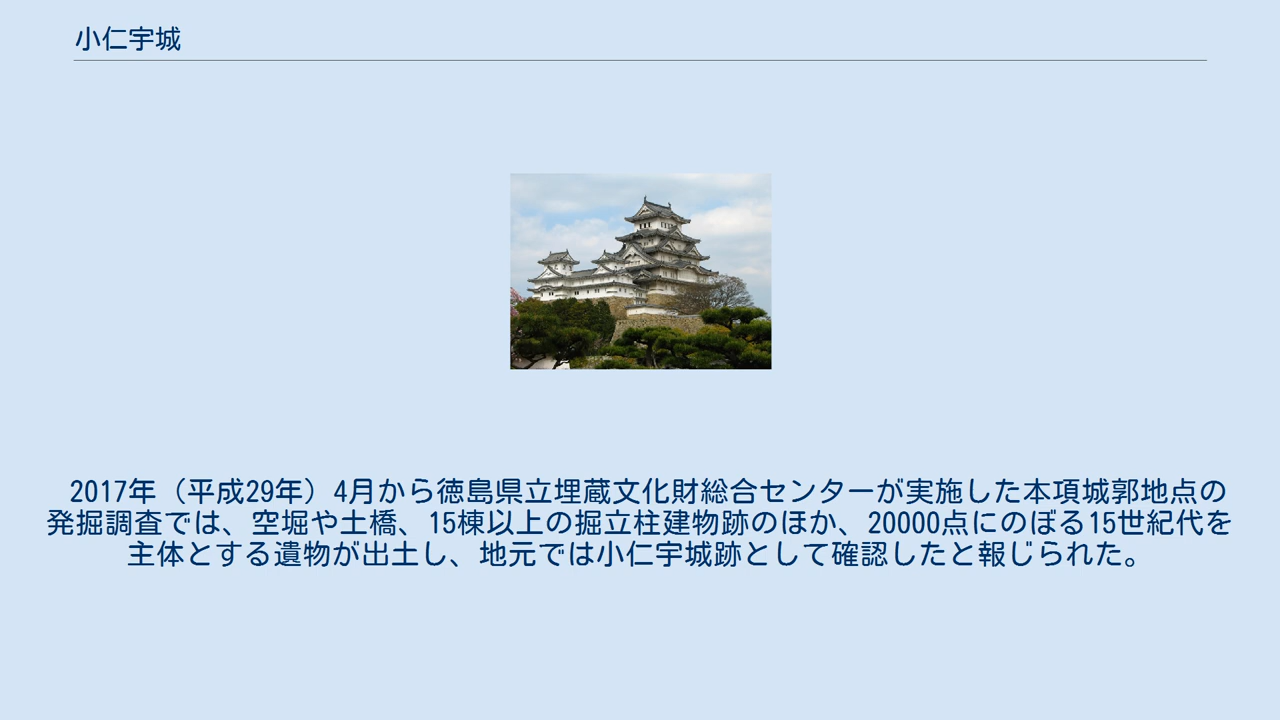 小仁宇城
2017年（平成29年）4月から徳島県立埋蔵文化財総合センターが実施した本項城郭地点の
発掘調査では、空堀や土橋、15棟以上の掘立柱建物跡のほか、20000点にのぼる15世紀代を
主体とする遺物が出土し、地元では小仁宇城跡として確認したと報じられた。